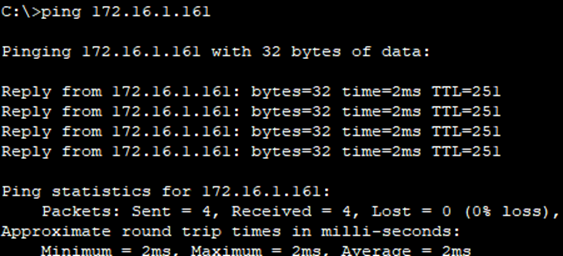 C:\>ping 172.16.1.161
Pinging 172.16.1.161 with 32 bytes of data:
Reply from 172.16.1.161: bytes=32 time=2ms TTL=251
Reply from 172.16.1.161: bytes=32 time=2ms TTL=251
Reply from 172.16.1.161: bytes=32 time=2ms TTL=251
Reply from 172.16.1.161: bytes=32 time=2ms TTL=251
Ping statistics for 172.16.1.161:
    Packets: Sent = 4, Received = 4, Lost = 0 (0% loss),
Approximate round trip times in milli-seconds:
    Minimum = 2ms, Maximum = 2ms, Average = 2ms